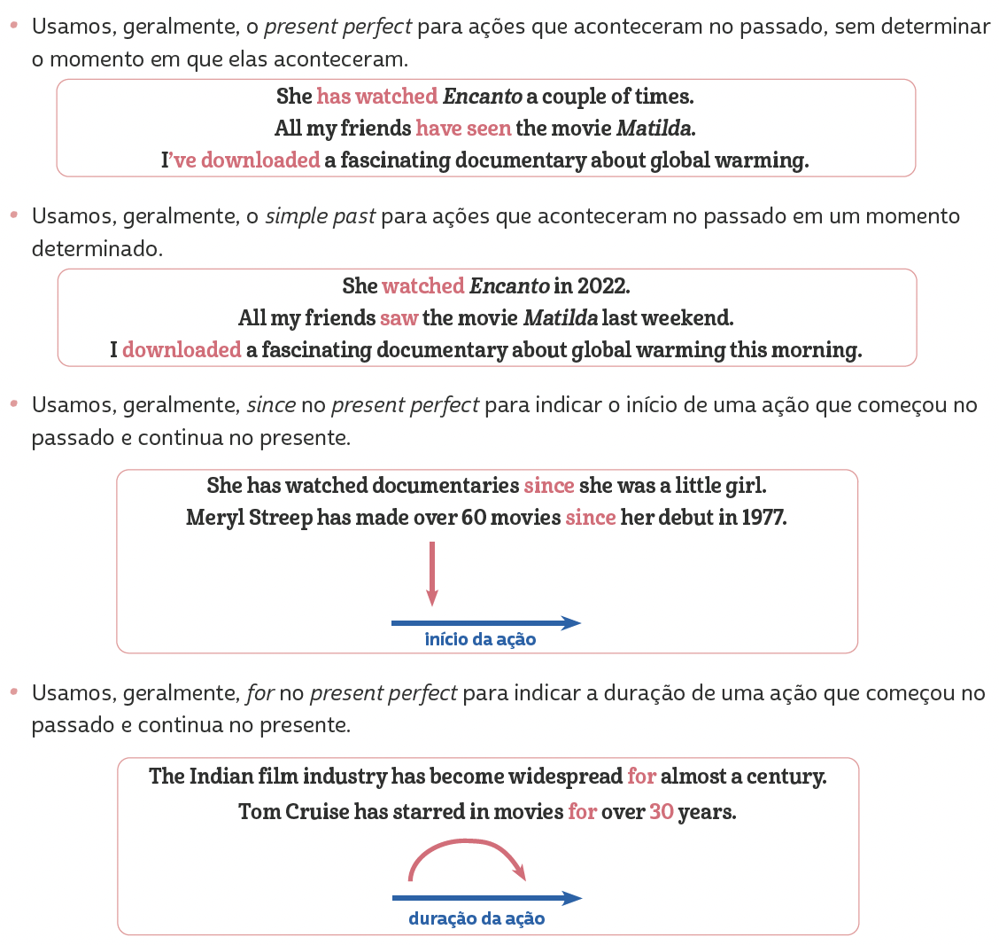 • Usamos, geralmente, o present perfect para ações que aconteceram no passado, sem determinar
o momento em que elas aconteceram.
She has watched Encanto a couple of times.
All my friends have seen the movie Matilda.
I've downloaded a fascinating documentary about global warming.
• Usamos, geralmente, o simple past para ações que aconteceram no passado em um momento
determinado.
She watched Encanto in 2022.
All my friends saw the movie Matilda last weekend.
I downloaded a fascinating documentary about global warming this morning.
• Usamos, geralmente, since no present perfect para indicar o início de uma ação que começou no
passado e continua no presente.
She has watched documentaries since she was a little girl.
Meryl Streep has made over 60 movies since her debut in 1977.
início da ação
• Usamos, geralmente, for no present perfect para indicar a duração de uma ação que começou no
passado e continua no presente.
The Indian film industry has become widespread for almost a century.
Tom Cruise has starred in movies for over 30 years.
duração da ação